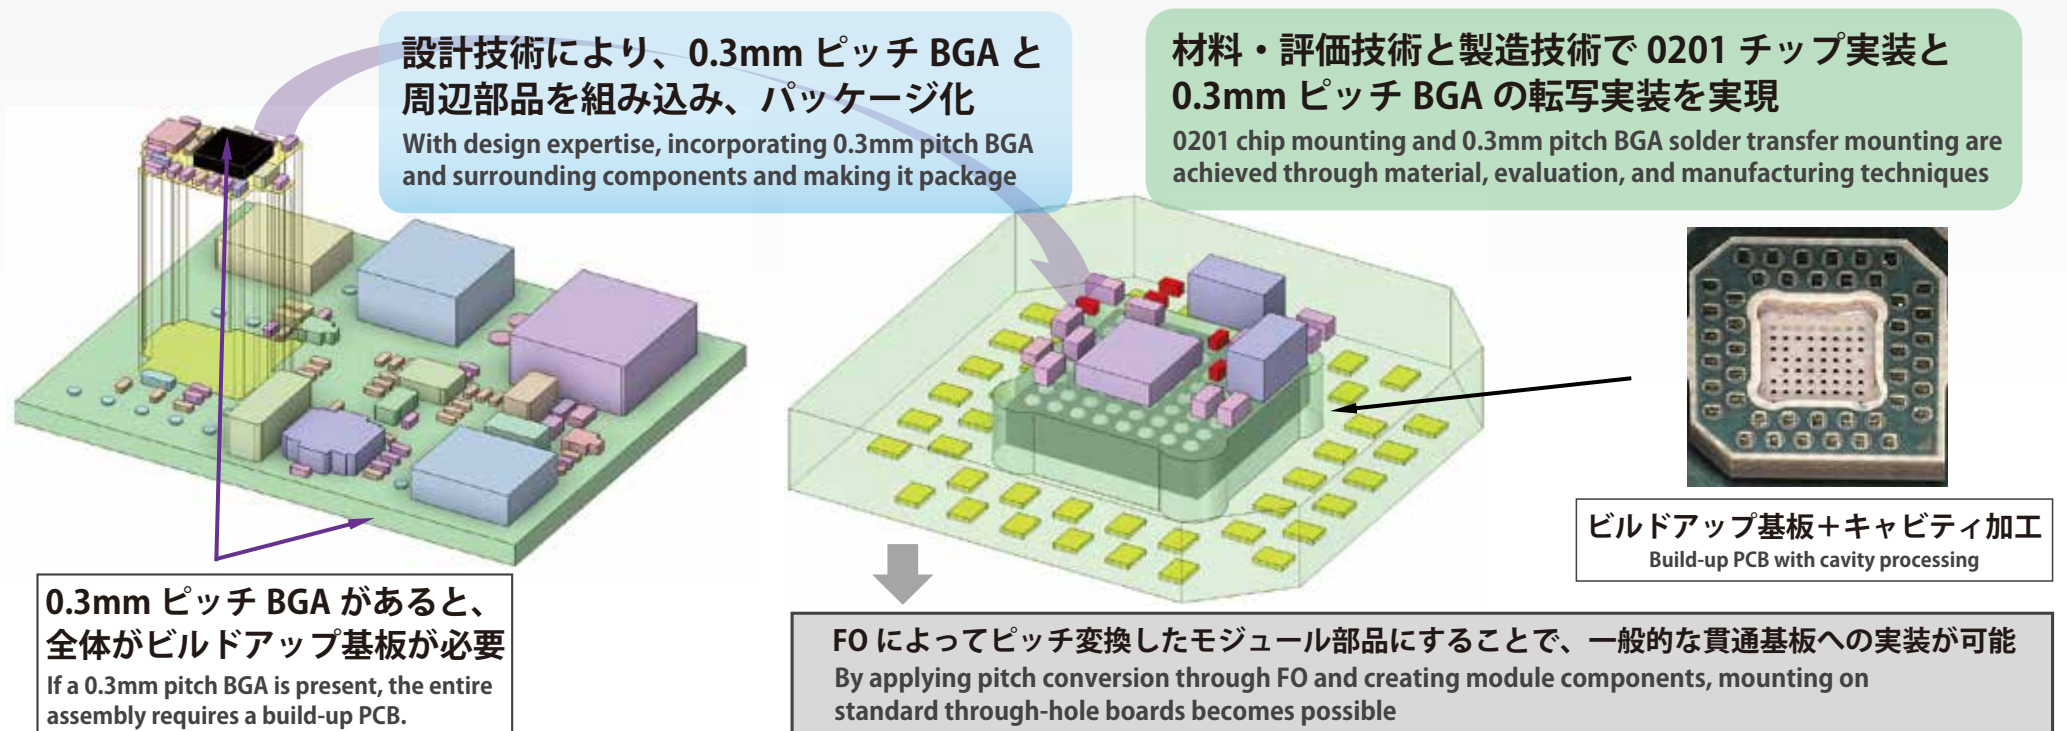 設計技術により、0.3mm ピッチ BGA と
周辺部品を組み込み、パッケージ化
With design expertise, incorporating 0.3mm pitch BGA
and surrounding components and making it package
材料・評価技術と製造技術で 0201 チップ実装と
0.3mm ピッチ BGA の転写実装を実現
0201 chip mounting and 0.3mm pitch BGA solder transfer mounting are
achieved through material, evaluation, and manufacturing techniques
ビルドアップ基板＋キャビティ加工
Build-up PCB with cavity processing
0.3mm ピッチ BGA があると、
全体がビルドアップ基板が必要
If a 0.3mm pitch BGA is present, the entire
assembly requires a build-up PCB.
FO によってピッチ変換したモジュール部品にすることで、一般的な貫通基板への実装が可能
By applying pitch conversion through FO and creating module components, mounting on
standard through-hole boards becomes possible